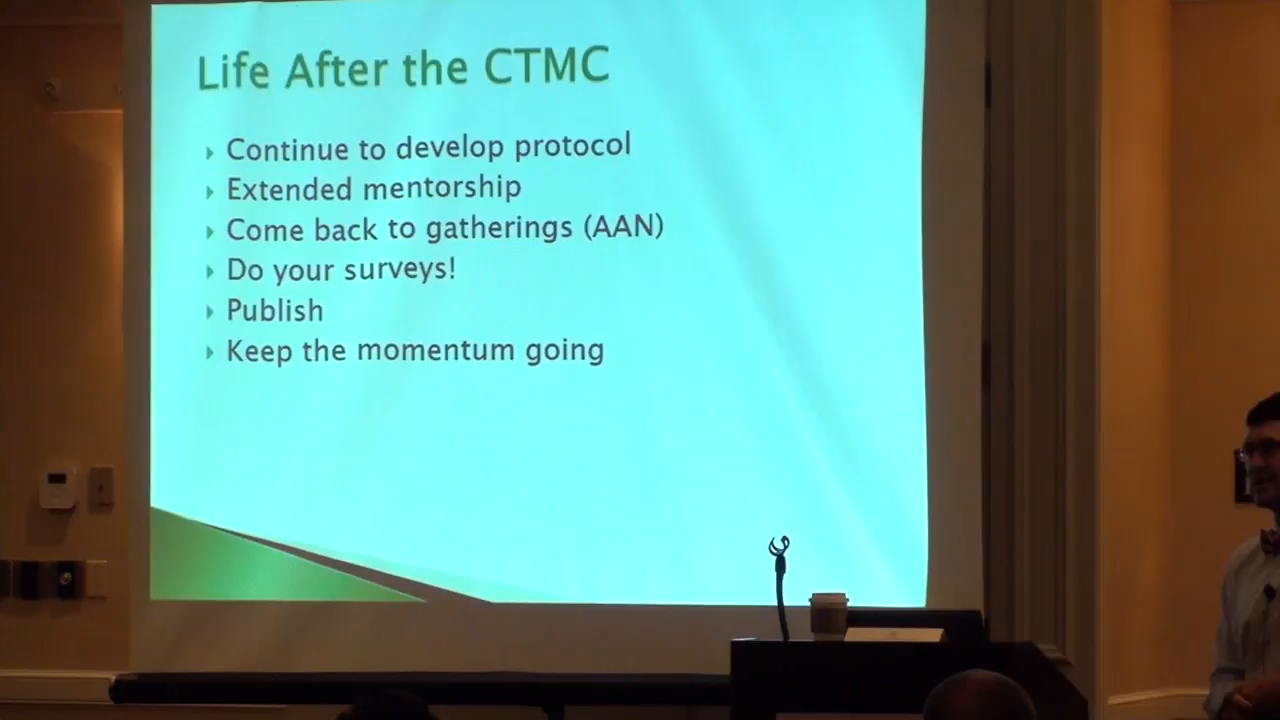 Life After the CTMC
Continue to develop protocol
Extended mentorship
Come back to gatherings (AAN)
Do your surveys!
Publish
Keep the momentum going